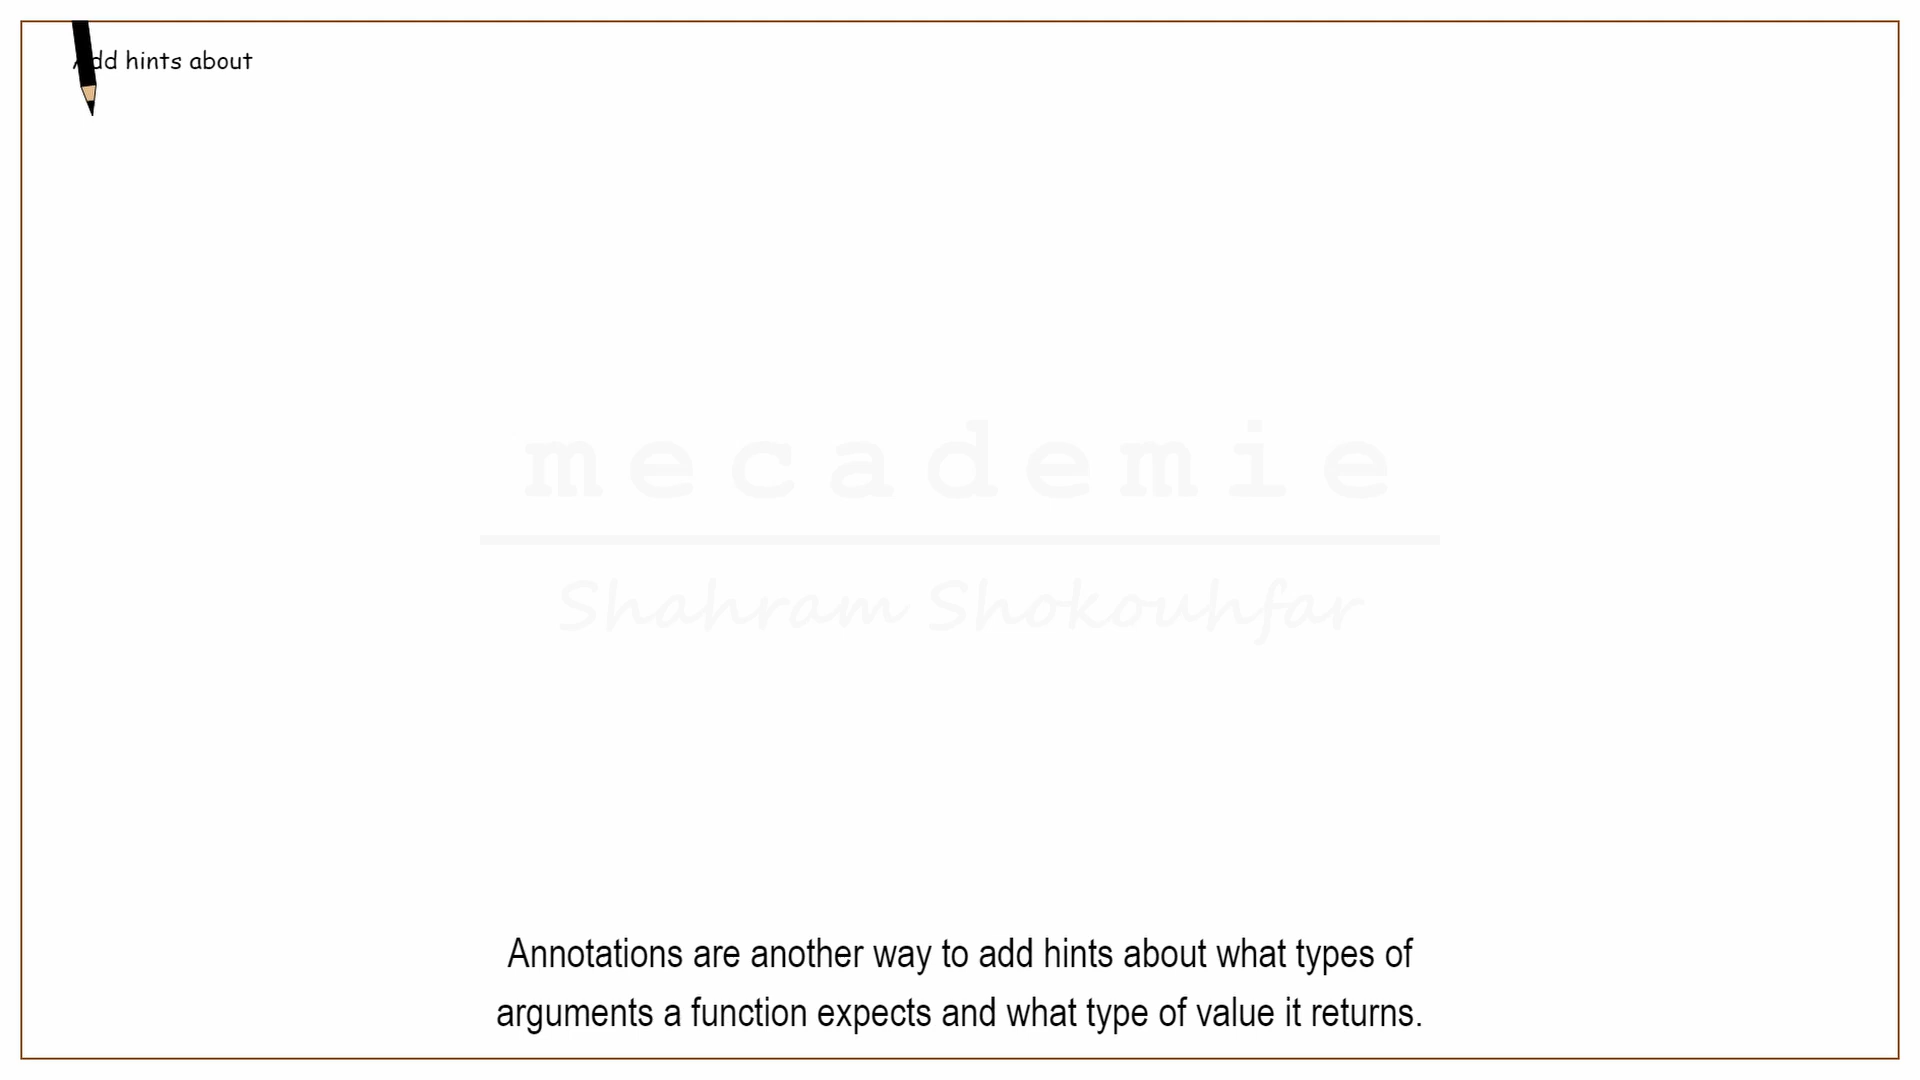 Add hints about
mecademie
Shahram Shokouhfar
Annotations are another way to add hints about what types of
arguments a function expects and what type of value it returns.